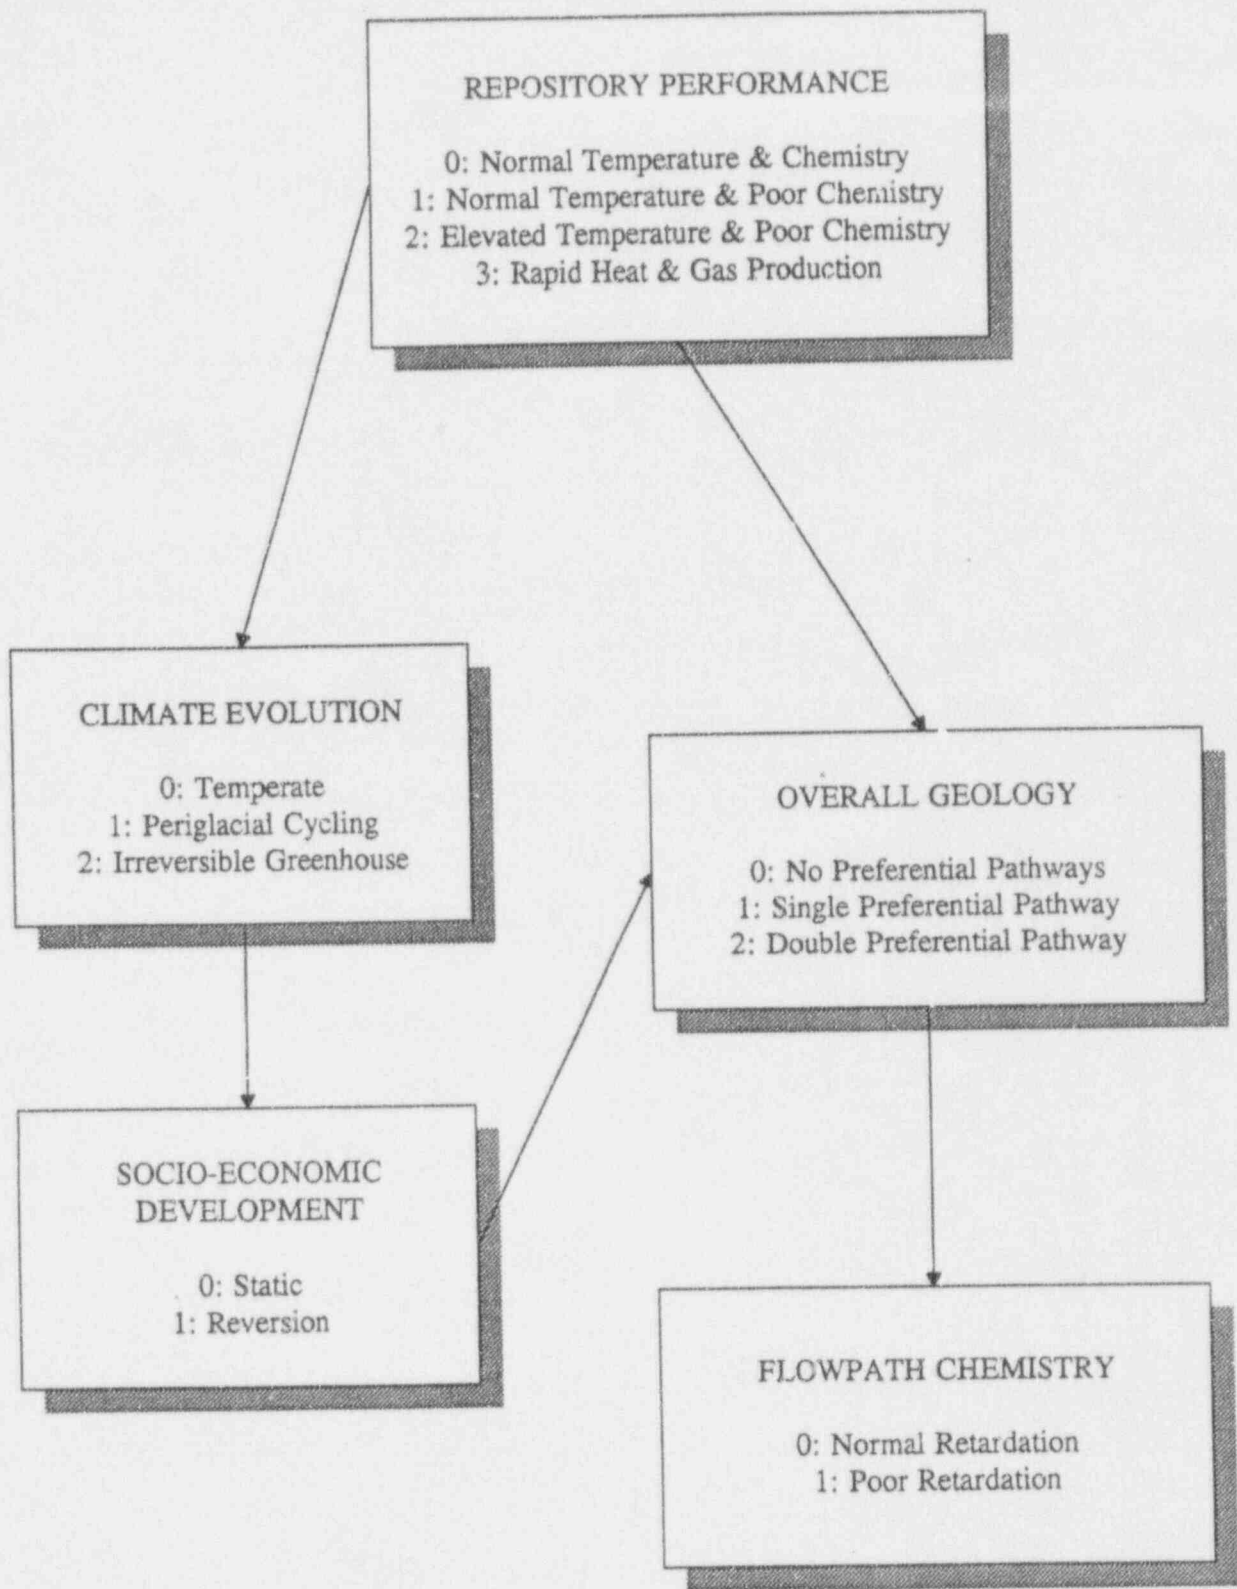 REPOSITORY PERFORMANCE
0: Normal Temperature & Chemistry
1: Normal Temperature & Poor Chemistry
2: Elevated Temperature & Poor Chemistry
3: Rapid Heat & Gas Production
CLIMATE EVOLUTION
0: Temperate
1: Periglacial Cycling
2: Irreversible Greenhouse
OVERALL GEOLOGY
0: No Preferential Pathways
1: Single Preferential Pathway
2: Double Preferential Pathway
SOCIO-ECONOMIC
DEVELOPMENT
0: Static
1: Reversion
FLOWPATH CHEMISTRY
0: Normal Retardation
1: Poor Retardation